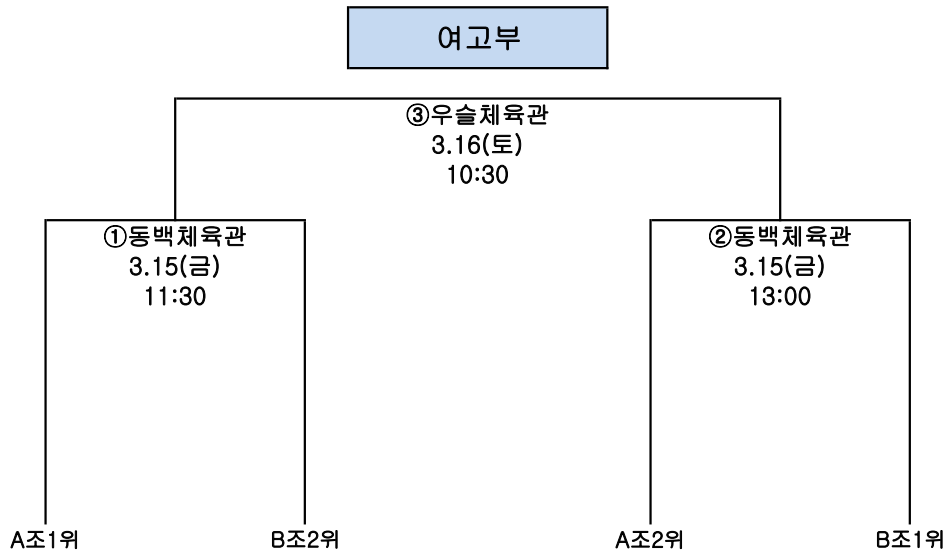 여고부
③우슬체육관
3.16(토)
10:30
①동백체육관
3.15(금)
11:30
②동백체육관
3.15(금)
13:00
A조1위
B조2위
A조2위
B조1위